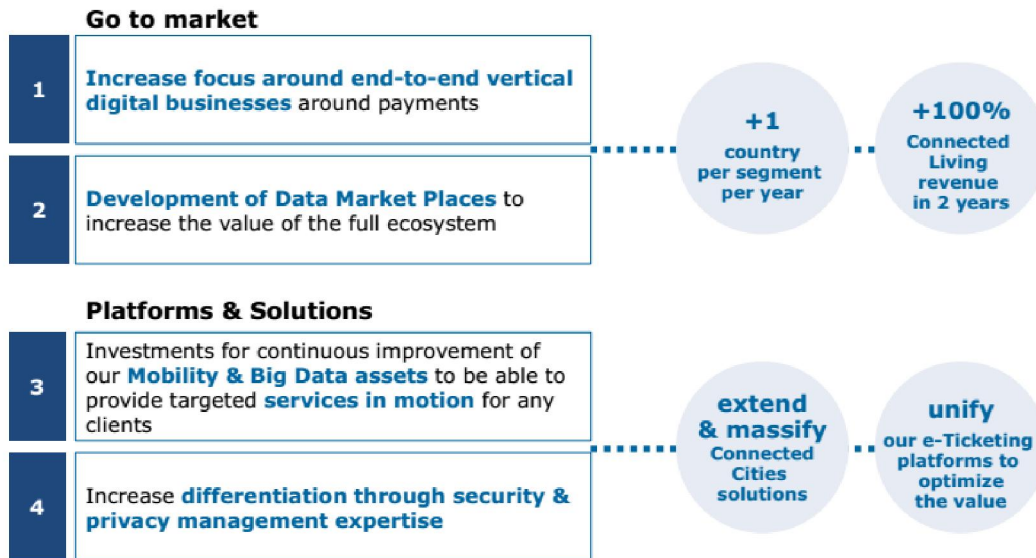 Go to market
1
Increase focus around end-to-end vertical
digital businesses around payments
2
Development of Data Market Places to
increase the value of the full ecosystem
+1
country
per segment
per year
+100%
Connected
Living
revenue
in 2 years
Platforms & Solutions
3
Investments for continuous improvement of
our Mobility & Big Data assets to be able to
provide targeted services in motion for any
clients
4
Increase differentiation through security &
privacy management expertise
extend
& massify
Connected
Cities
solutions
unify
our e-Ticketing
platforms to
optimize
the value